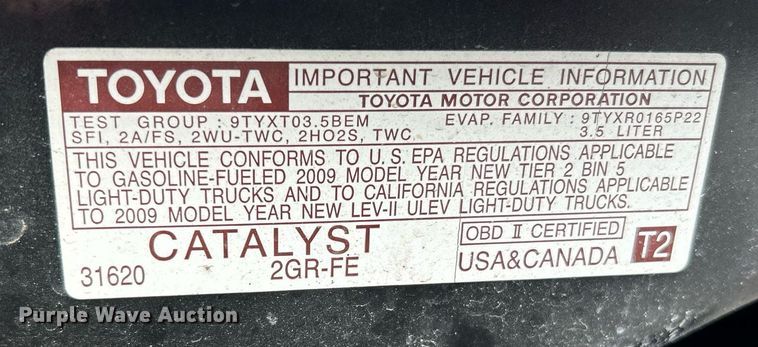 TOYOTA IMPORTANT VEHICLE INFORMATION
TOYOTA MOTOR CORPORATION
TEST GROUP : 9TYXT03.5BEM EVAP. FAMILY : 9TYXR0165P22
SFI, 2A/FS, 2WU-TWC, 2HO2S, TWC 3.5 LITER
THIS VEHICLE CONFORMS TO U.S. EPA REGULATIONS APPLICABLE
TO GASOLINE-FUELED 2009 MODEL YEAR NEW TIER 2 BIN 5
LIGHT-DUTY TRUCKS AND TO CALIFORNIA REGULATIONS APPLICABLE
TO 2009 MODEL YEAR NEW LEV-II ULEV LIGHT-DUTY TRUCKS.
CATALYST OBD II CERTIFIED
31620 2GR-FE USA&CANADA T2
Purple Wave Auction